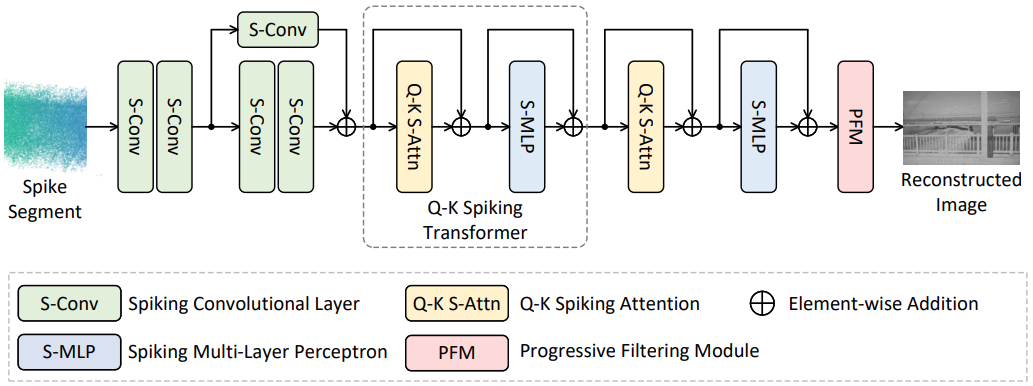 S-Conv
S-Conv
S-Conv
S-Conv
S-Conv
Q-K S-Attn
S-MLP
Q-K S-Attn
S-MLP
PFM
Spike
Segment
Q-K Spiking
Transformer
Reconstructed
Image
S-Conv Spiking Convolutional Layer Q-K S-Attn Q-K Spiking Attention Element-wise Addition
S-MLP Spiking Multi-Layer Perceptron PFM Progressive Filtering Module